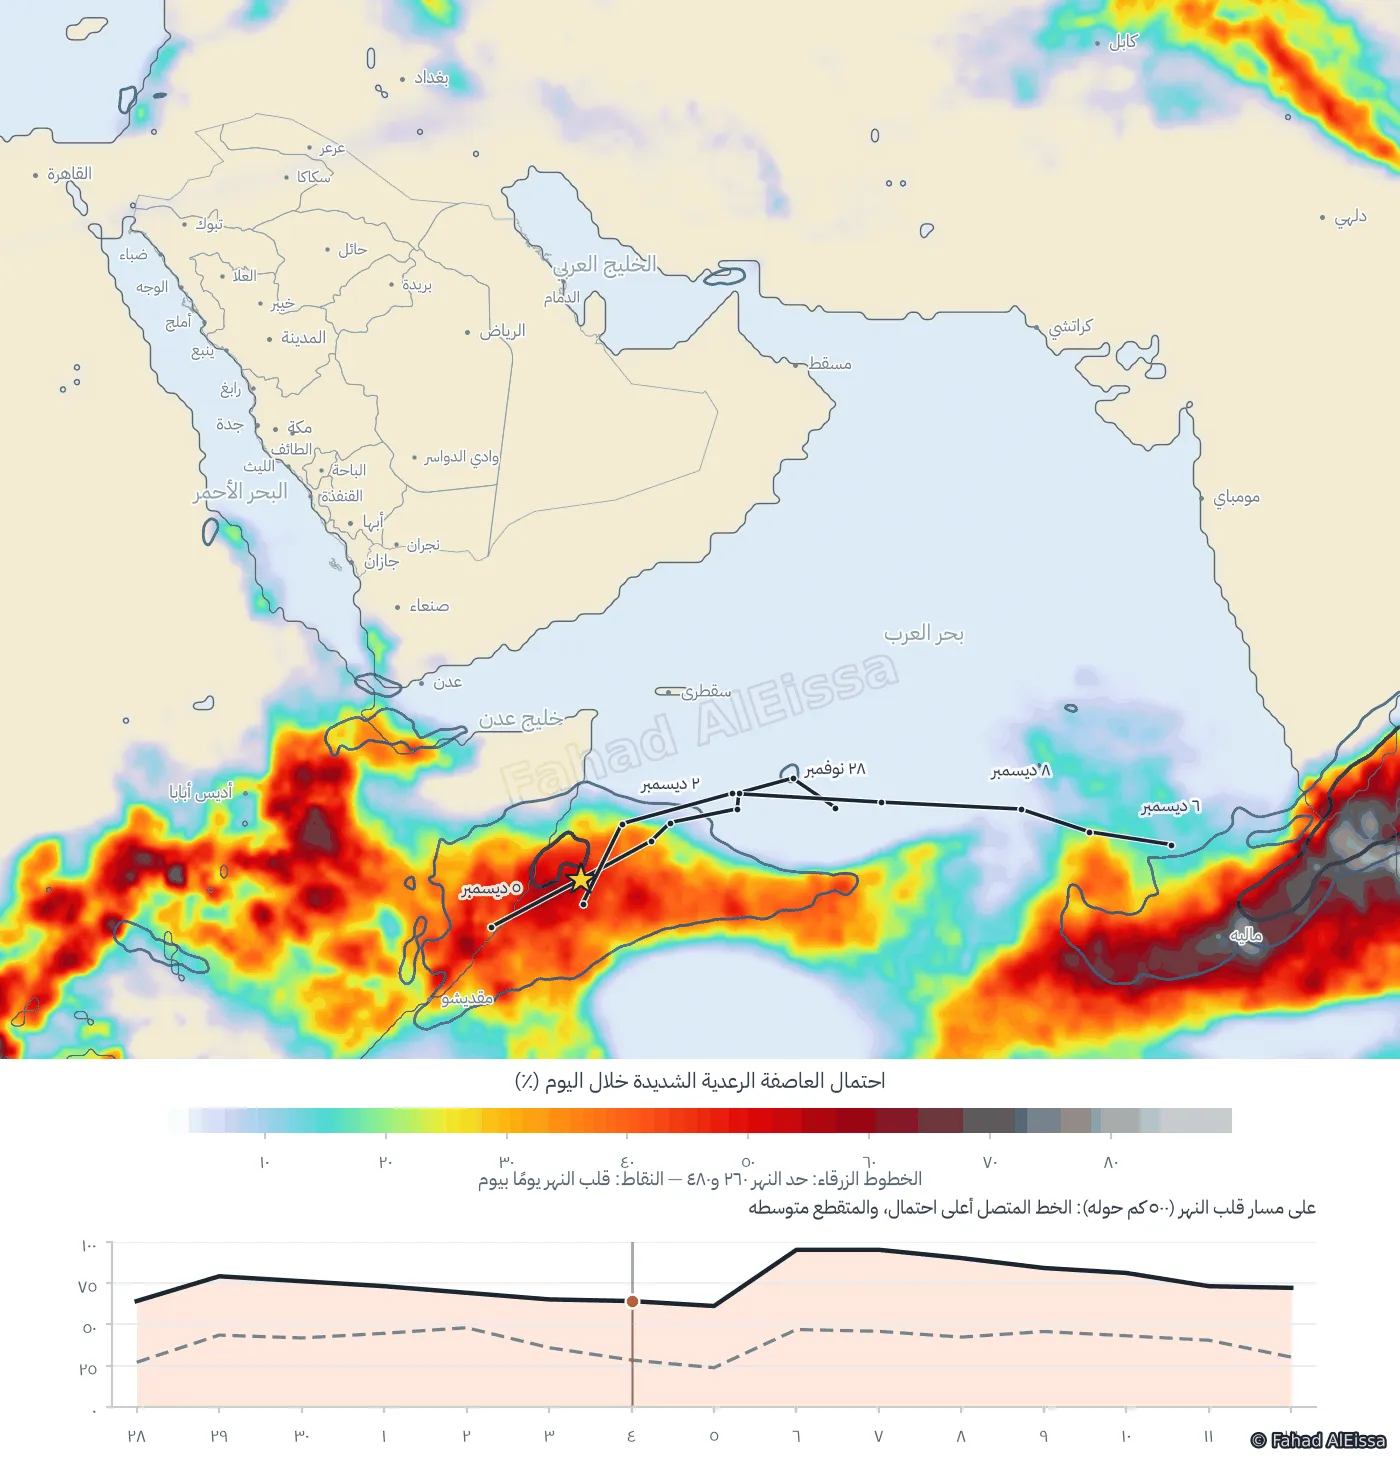 كابل
بغداد
عرعر
القاهرة
سكاكا
دلهي
تبوك
حائل
ضباء
الخليج العربي
العلا
الوجه
بريدة
الدمام
خيبر
أملج
كراتشي
الرياض
المدينة
ينبع
مسقط
رابغ
جدة
مكة
الطائف
وادي الدواسر
الليث
الباحة
البحر الأحمر
القنفذة
مومباي
أبها
نجران
جازان
صنعاء
بحر العرب
عدن
سقطرى
Fahad AlEissa
خليج عدن
٢٨ نوفمبر
٨ ديسمبر
٢ ديسمبر
أديس أبابا
٦ ديسمبر
٥ ديسمبر
ماليه
مقديشو
احتمال العاصفة الرعدية الشديدة خلال اليوم (٪)
١٠ ٢٠ ٣٠ ٤٠ ٥٠ ٦٠ ٧٠ ٨٠
الخطوط الزرقاء: حد النهر ٢٦٠ و٤٨٠ — النقاط: قلب النهر يومًا بيوم
على مسار قلب النهر (٥٠٠ كم حوله): الخط المتصل أعلى احتمال، والمتقطع متوسطه
١٠٠
٧٥
٥٠
٢٥
٠
٢٨ ٢٩ ٣٠ ١ ٢ ٣ ٤ ٥ ٦ ٧ ٨ ٩ ١٠ ١١
© Fahad AlEissa